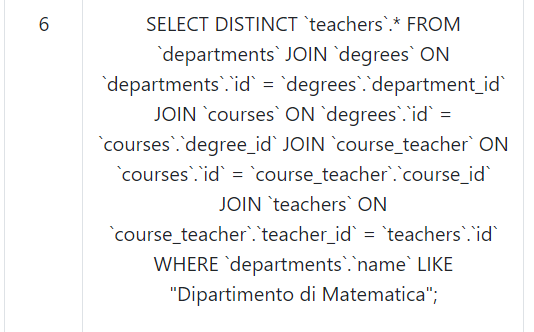 6
SELECT DISTINCT `teachers`.* FROM
`departments` JOIN `degrees` ON
`departments`.`id` = `degrees`.`department_id`
JOIN `courses` ON `degrees`.`id` =
`courses`.`degree_id` JOIN `course_teacher` ON
`courses`.`id` = `course_teacher`.`course_id`
JOIN `teachers` ON
`course_teacher`.`teacher_id` = `teachers`.`id`
WHERE `departments`.`name` LIKE
"Dipartimento di Matematica";